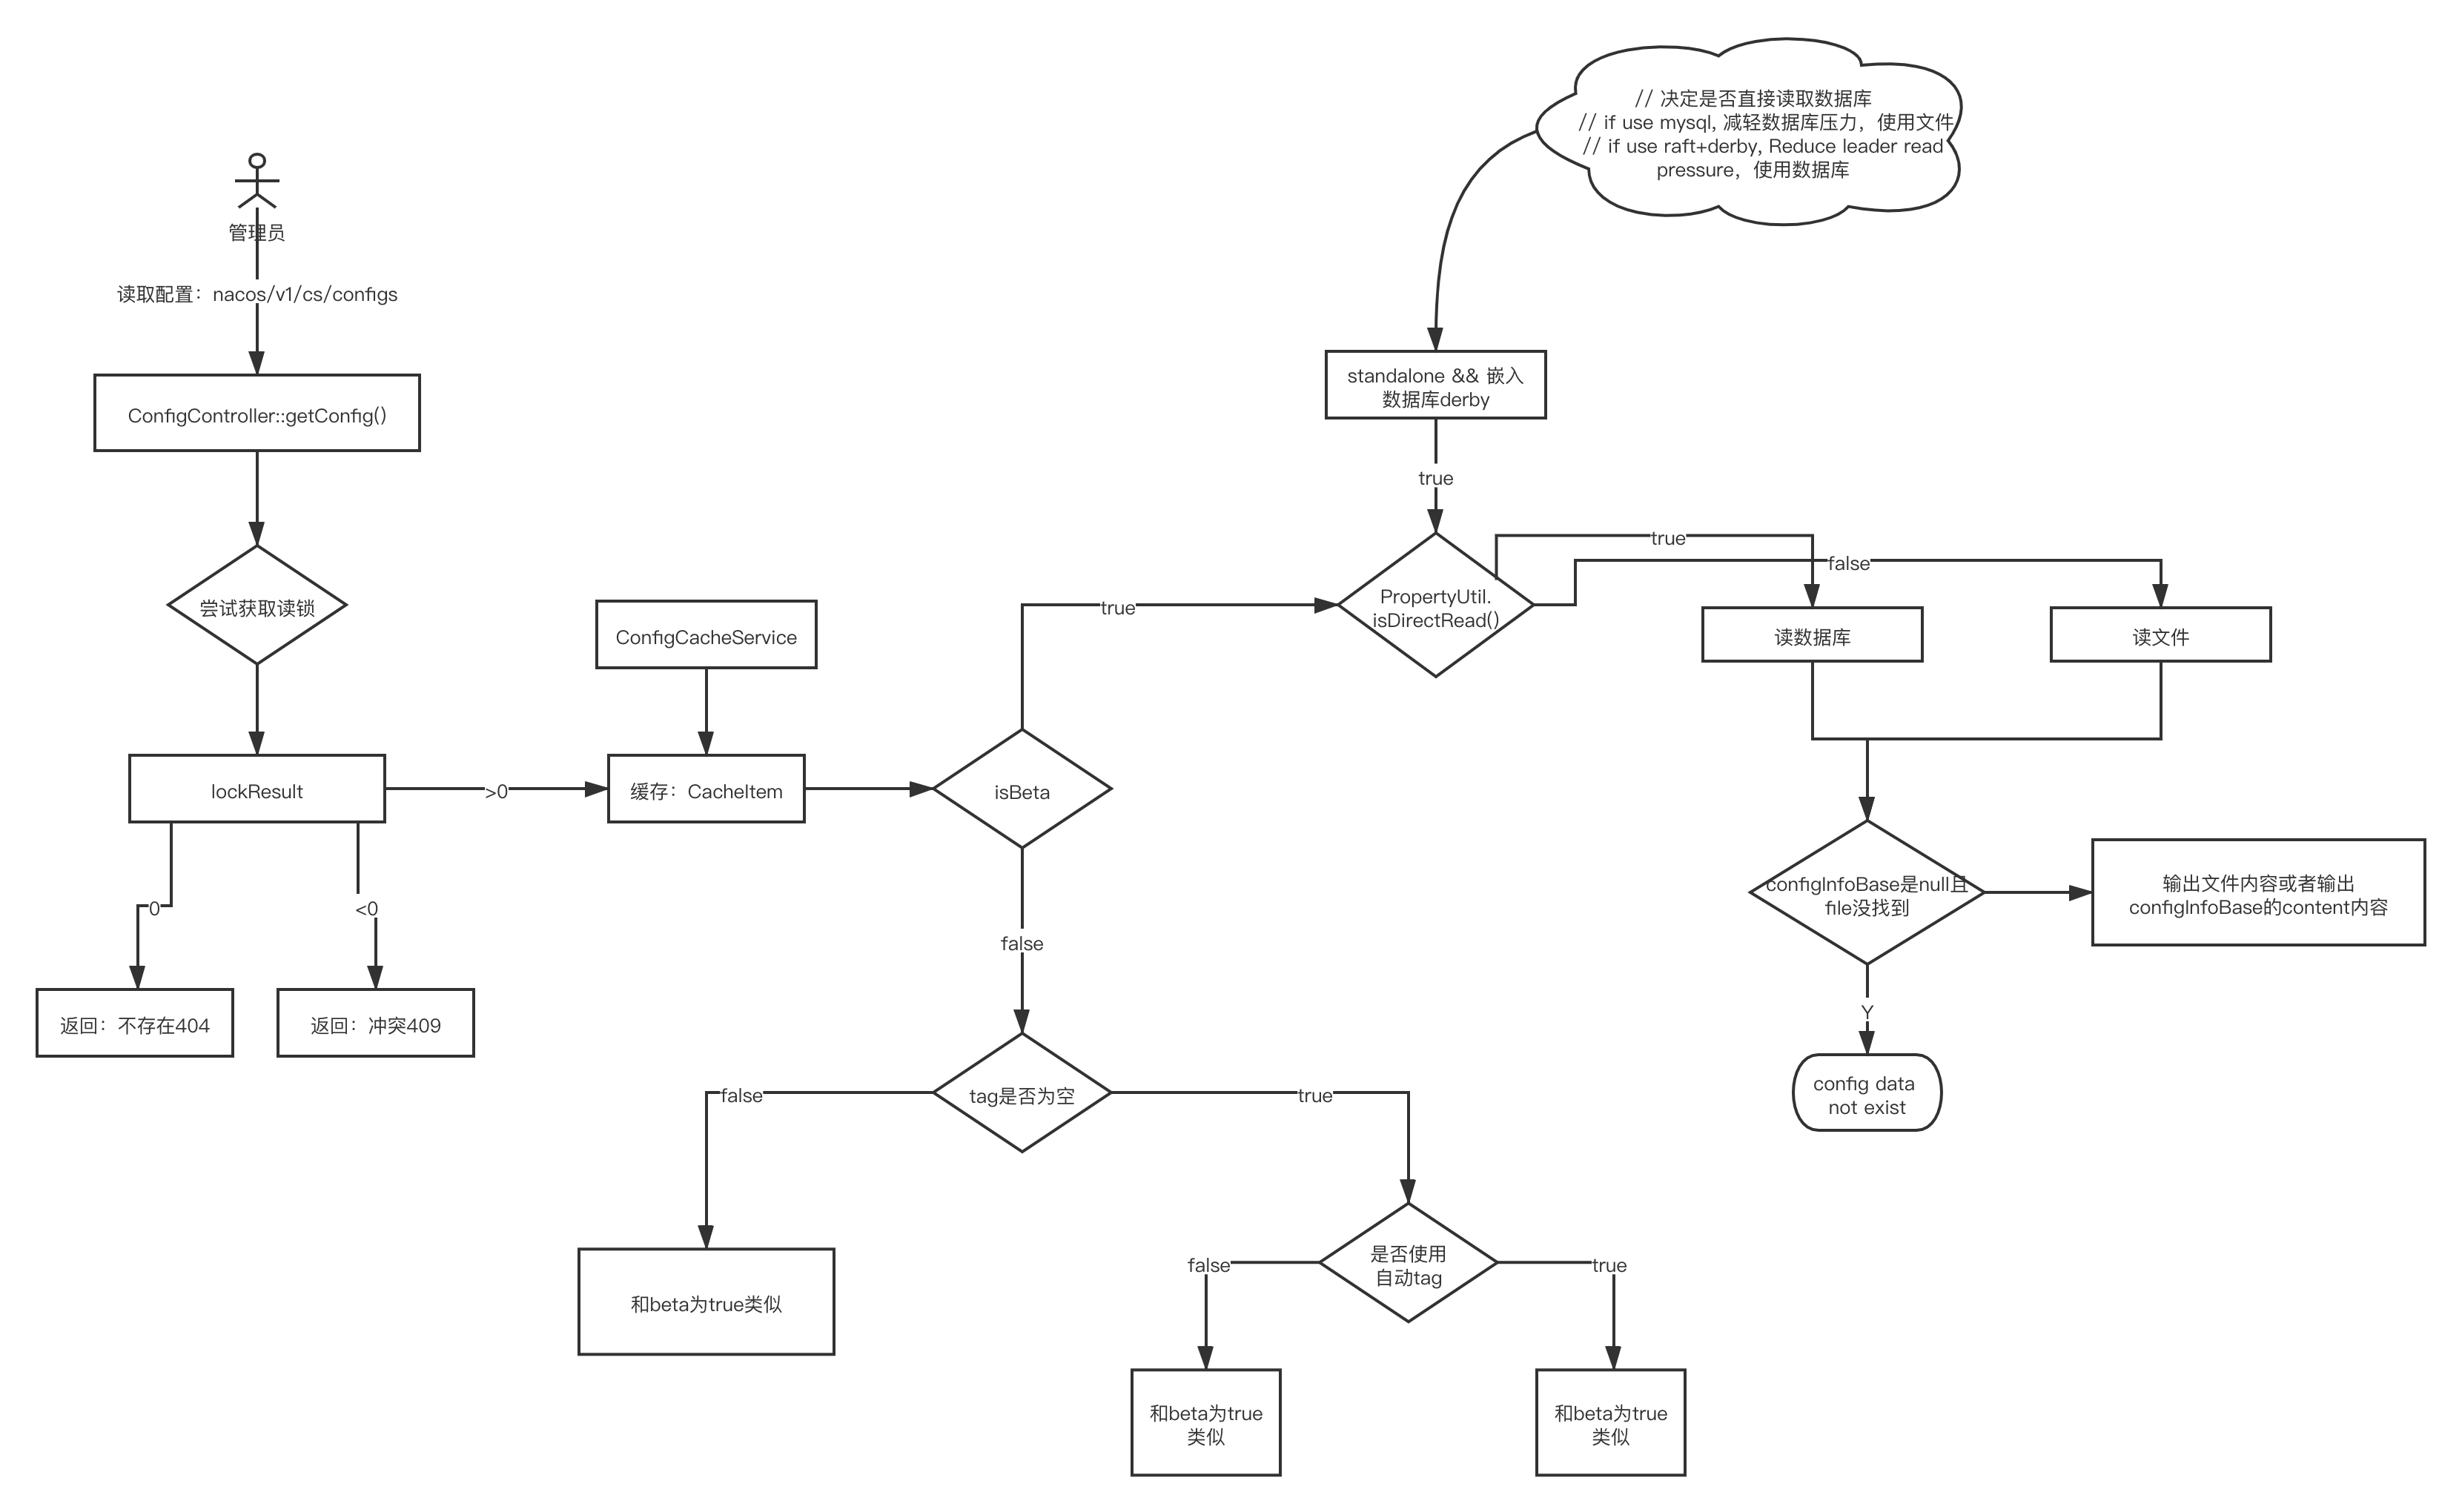 // 决定是否直接读取数据库
// if use mysql, 减轻数据库压力，使用文件
// if use raft+derby, Reduce leader read
pressure，使用数据库
管理员
读取配置：nacos/v1/cs/configs
ConfigController::getConfig()
standalone && 嵌入
数据库derby
true
尝试获取读锁
ConfigCacheService
true
PropertyUtil.
isDirectRead()
true
false
读数据库
读文件
lockResult
>0
缓存：CacheItem
isBeta
0
<0
false
configInfoBase是null且
file没找到
输出文件内容或者输出
configInfoBase的content内容
返回：不存在404
返回：冲突409
Y
config data
not exist
false
tag是否为空
true
和beta为true类似
false
是否使用
自动tag
true
和beta为true
类似
和beta为true
类似